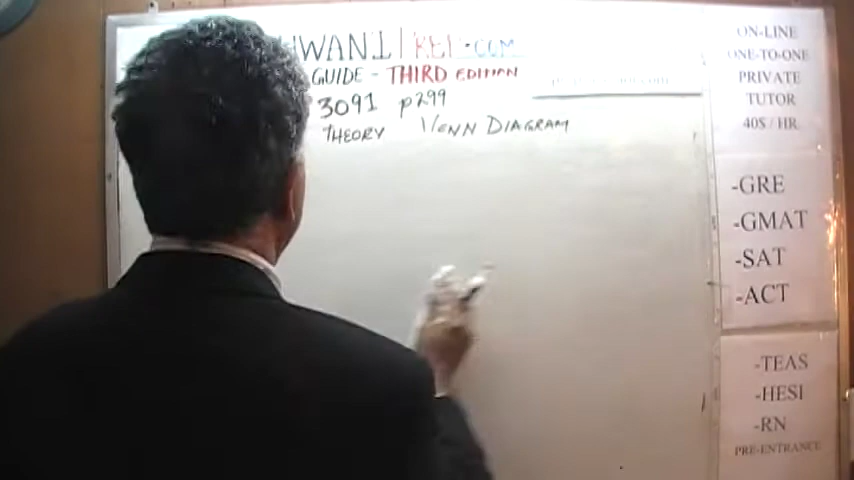 GUIDE - THIRD EDITION
3091 p299
THEORY VENN DIAGRAM
ON-LINE
ONE-TO-ONE
PRIVATE
TUTOR
40$ / HR
-GRE
-GMAT
-SAT
-ACT
-TEAS
-HESI
-RN
PRE-ENTRANCE